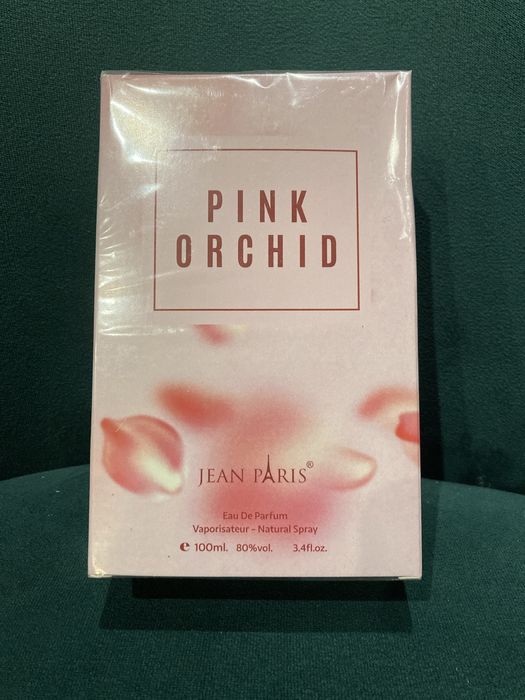 PINK
ORCHID
JEAN PARIS®
Eau De Parfum
Vaporisateur - Natural Spray
e 100ml. 80%vol. 3.4fl.oz.